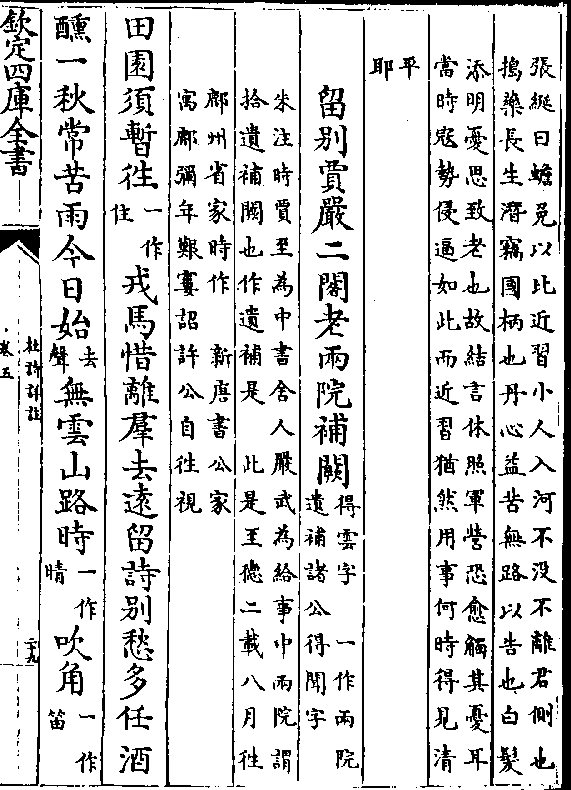 張綖曰蟾兔以比近習小人入河不没不離君側也
搗藥長生潛竊國柄也丹心益苦無路以告也白髮
添明憂思致老也故結言休照軍營恐愈觸其憂耳
當時寇勢侵逼如此而近習猶然用事何時得見清
平耶
留别賈嚴二閣老兩院補闕得雲字 一作兩院遺補諸公得聞字
朱注時賈至為中書舍人嚴武為給事中兩院謂
拾遺補闕也作遺補是 此是至德二載八月往
鄜州省家時作 新唐書公家
寓鄜彌年艱窶詔許公自往視
田園須暫往一作住戎馬惜離羣去遠留詩别愁多任酒
醺一秋常苦雨今日始去聲無雲山路時一作晴吹角一作笛
欽定四庫全書
杜詩詳註
卷五
二十九